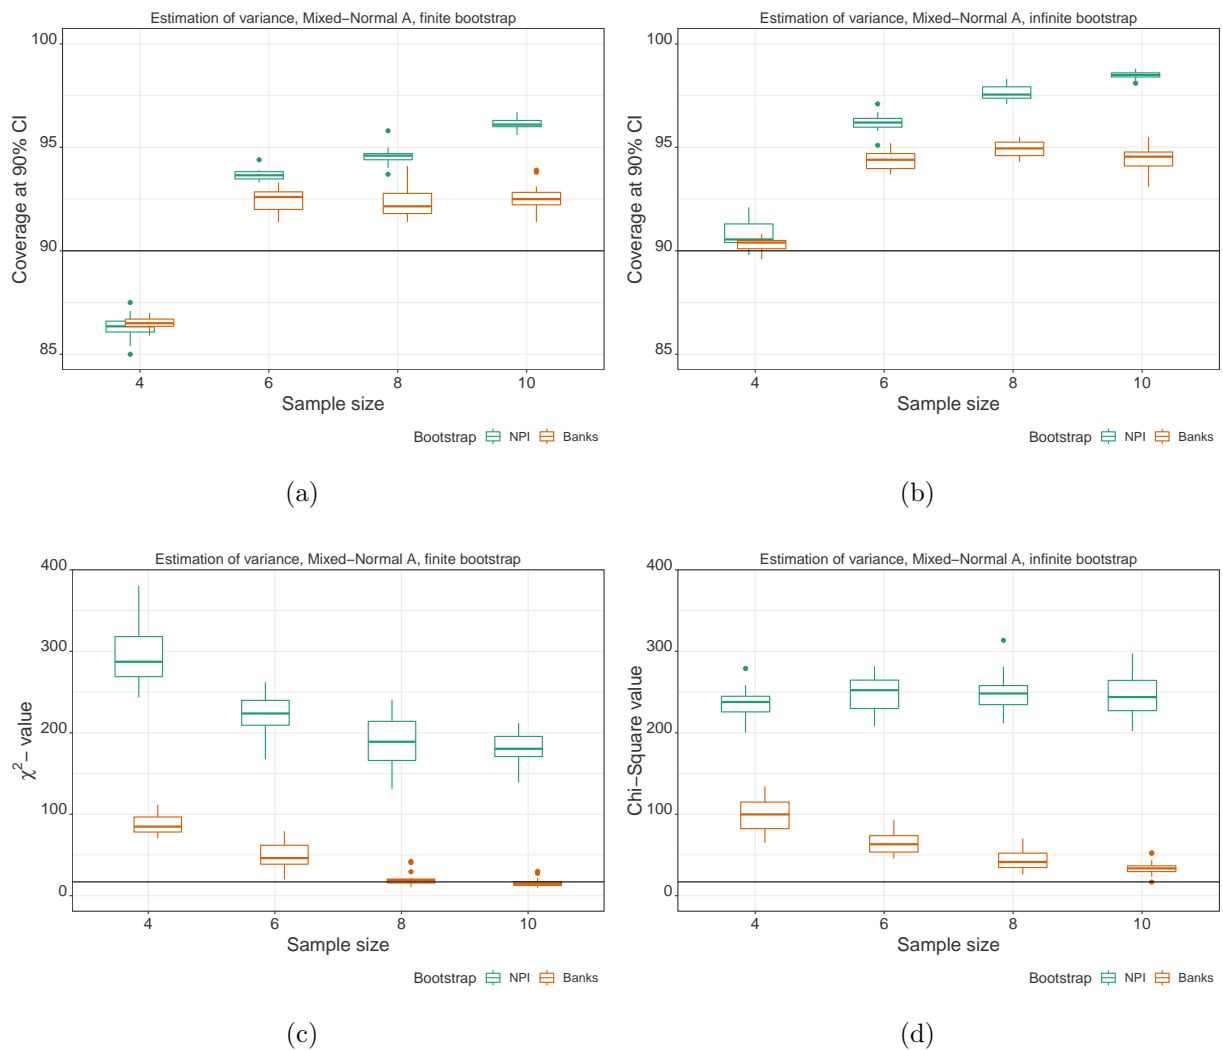 Estimation of variance, Mixed−Normal A, finite bootstrap
100
95
90
85
Coverage at 90% CI
4 6 8 10
Sample size
Bootstrap NPI Banks
(a)
Estimation of variance, Mixed−Normal A, infinite bootstrap
100
95
90
85
Coverage at 90% CI
4 6 8 10
Sample size
Bootstrap NPI Banks
(b)
Estimation of variance, Mixed−Normal A, finite bootstrap
400
300
200
100
0
χ²− value
4 6 8 10
Sample size
Bootstrap NPI Banks
(c)
Estimation of variance, Mixed−Normal A, infinite bootstrap
400
300
200
100
0
Chi−Square value
4 6 8 10
Sample size
Bootstrap NPI Banks
(d)